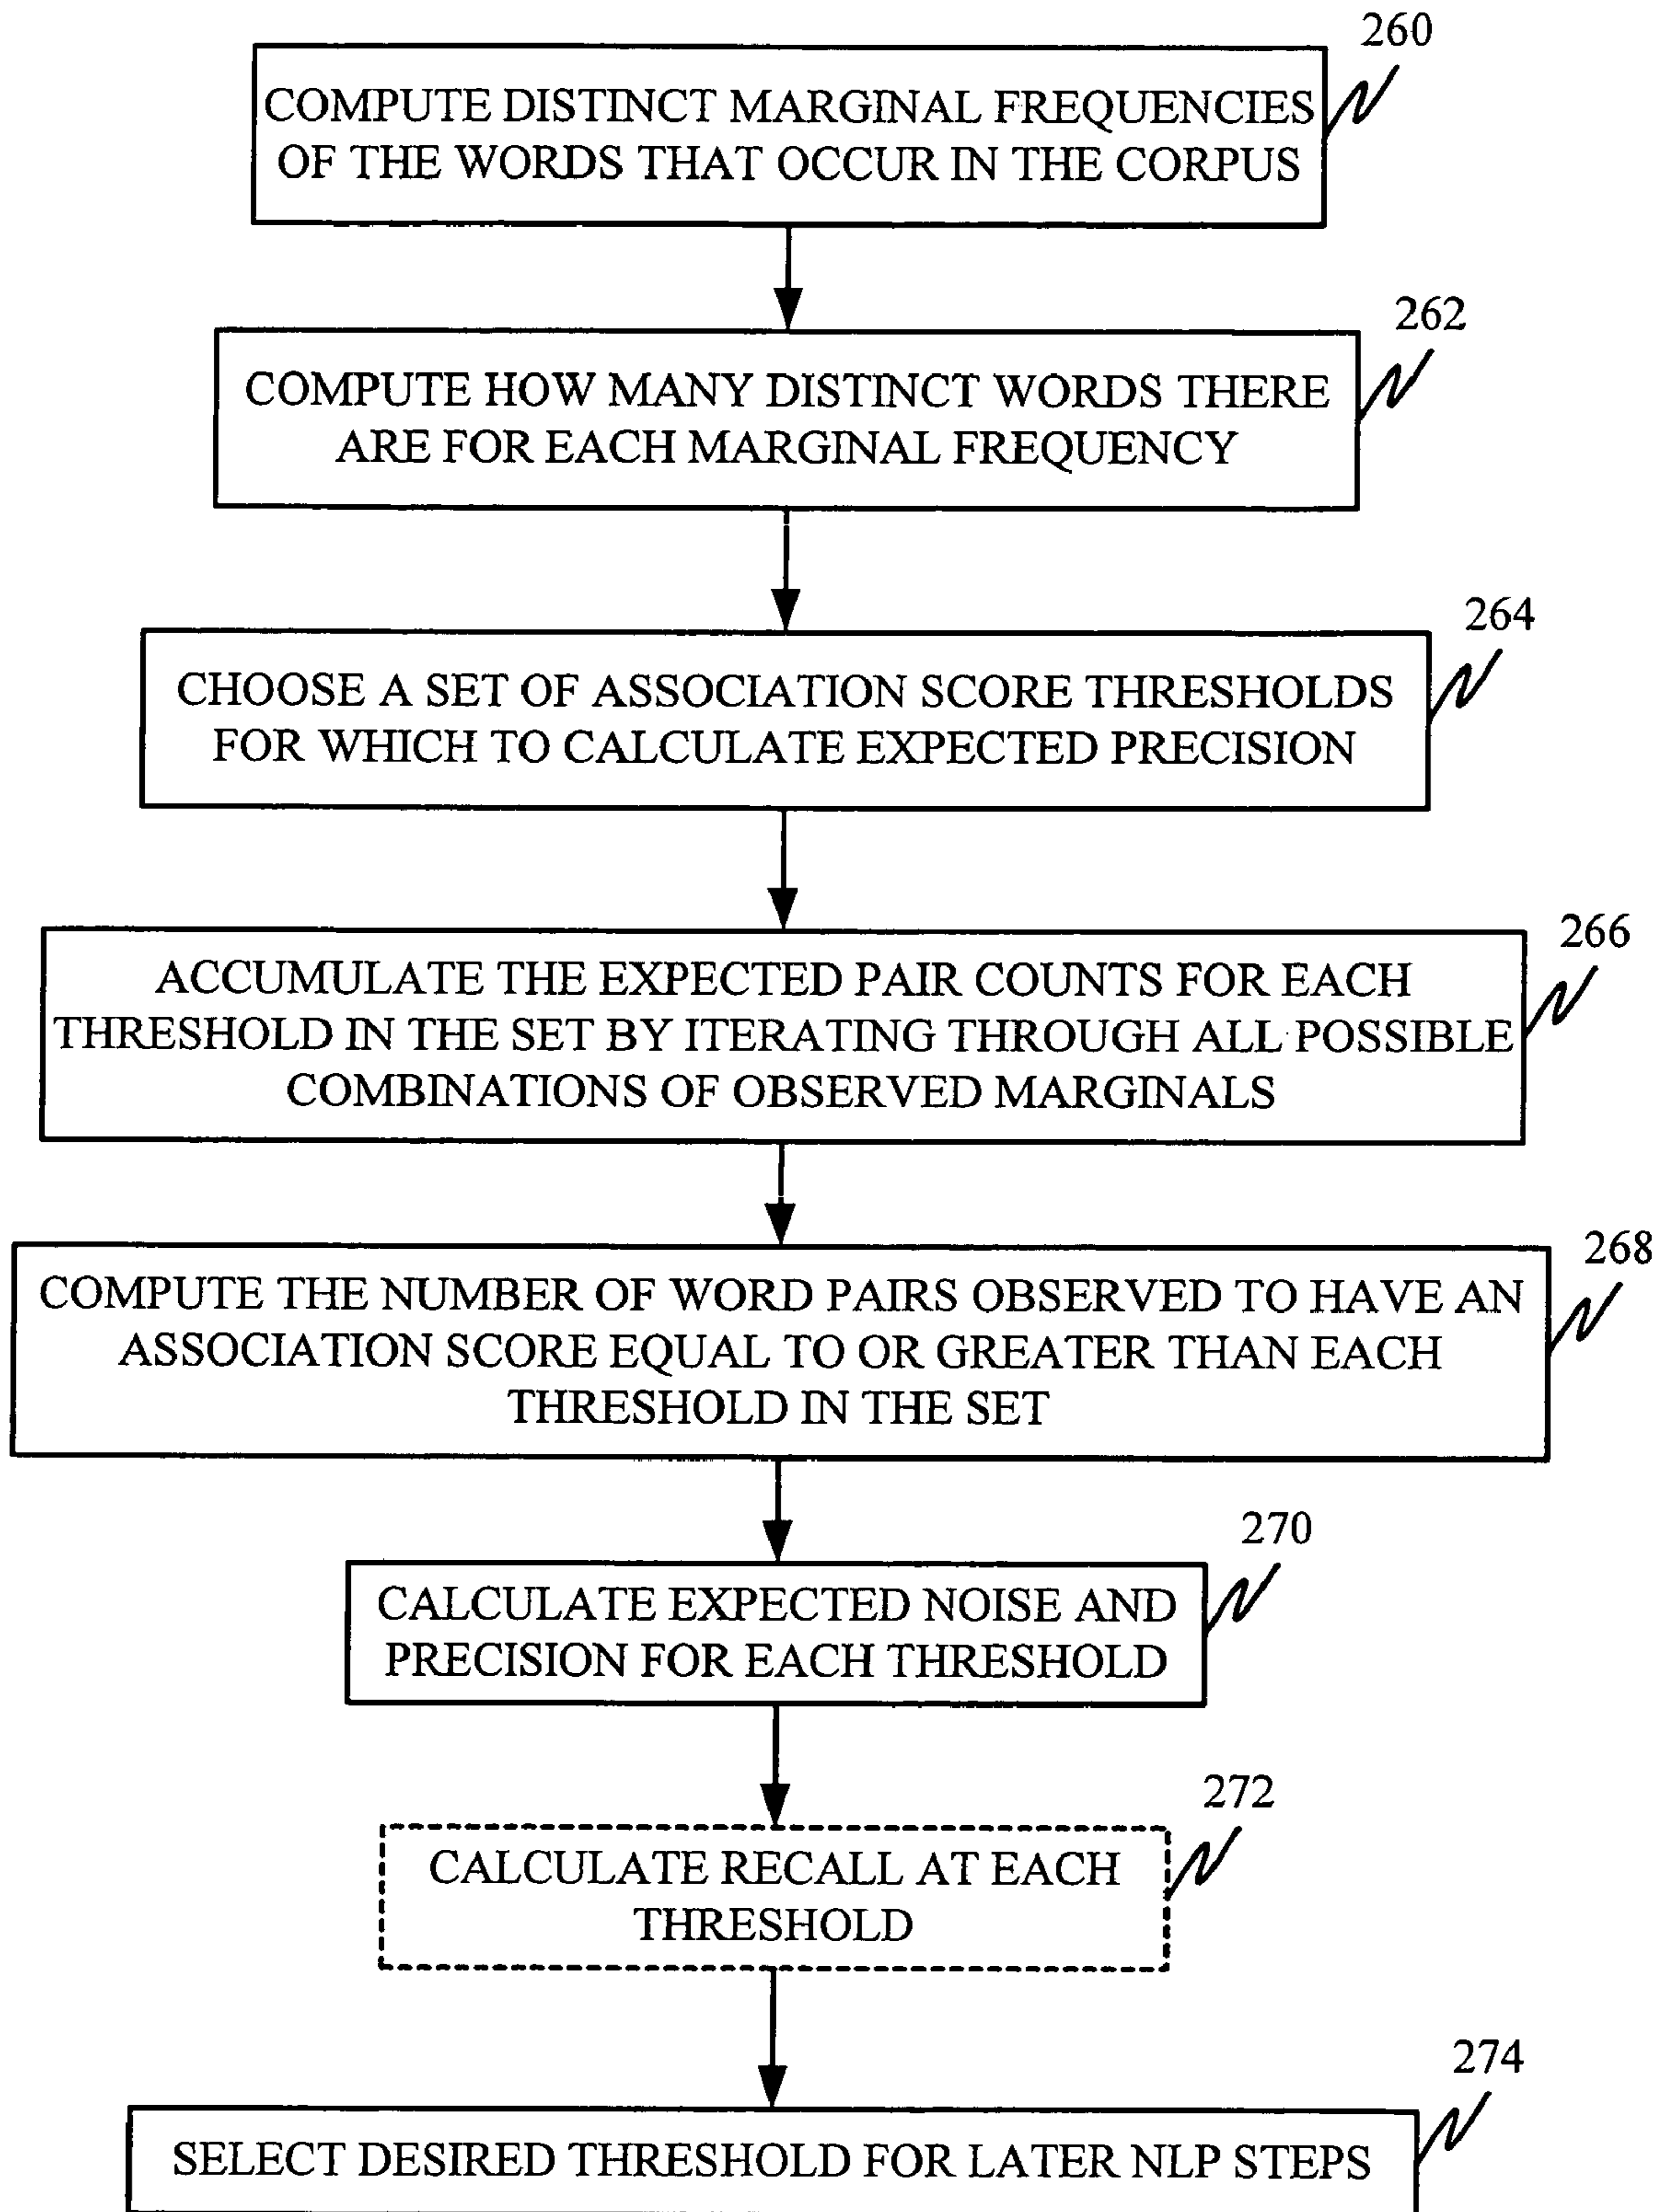 260
COMPUTE DISTINCT MARGINAL FREQUENCIES
OF THE WORDS THAT OCCUR IN THE CORPUS
262
COMPUTE HOW MANY DISTINCT WORDS THERE
ARE FOR EACH MARGINAL FREQUENCY
264
CHOOSE A SET OF ASSOCIATION SCORE THRESHOLDS
FOR WHICH TO CALCULATE EXPECTED PRECISION
266
ACCUMULATE THE EXPECTED PAIR COUNTS FOR EACH
THRESHOLD IN THE SET BY ITERATING THROUGH ALL POSSIBLE
COMBINATIONS OF OBSERVED MARGINALS
268
COMPUTE THE NUMBER OF WORD PAIRS OBSERVED TO HAVE AN
ASSOCIATION SCORE EQUAL TO OR GREATER THAN EACH
THRESHOLD IN THE SET
270
CALCULATE EXPECTED NOISE AND
PRECISION FOR EACH THRESHOLD
272
CALCULATE RECALL AT EACH
THRESHOLD
274
SELECT DESIRED THRESHOLD FOR LATER NLP STEPS